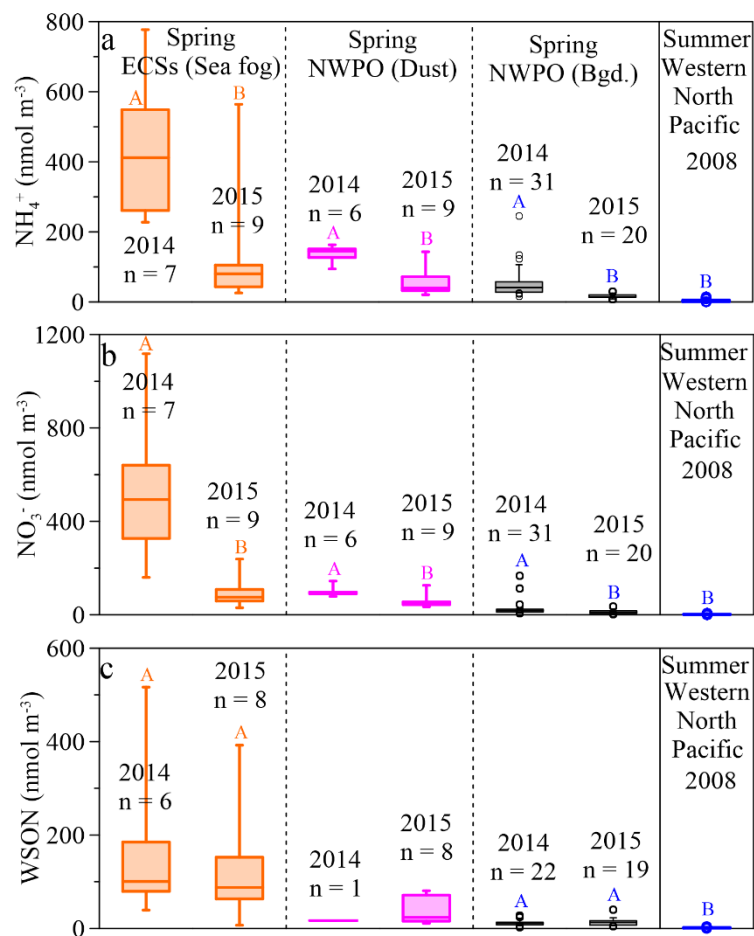 a
NH₄⁺ (nmol m⁻³)
800
600
400
200
0
Spring
ECSs (Sea fog)
Spring
NWPO (Dust)
Spring
NWPO (Bgd.)
Summer
Western
North
Pacific
2008
A
B
2014
n = 7
2015
n = 9
2014
n = 6
A
2015
n = 9
B
2014
n = 31
A
2015
n = 20
B
B
b
NO₃⁻ (nmol m⁻³)
1200
800
400
0
A
2014
n = 7
2015
n = 9
B
2014
n = 6
A
2015
n = 9
B
2014
n = 31
A
2015
n = 20
B
Summer
Western
North
Pacific
2008
B
c
WSON (nmol m⁻³)
600
400
200
0
A
2014
n = 6
2015
n = 8
A
2014
n = 1
2015
n = 8
2014
n = 22
A
2015
n = 19
A
Summer
Western
North
Pacific
2008
B